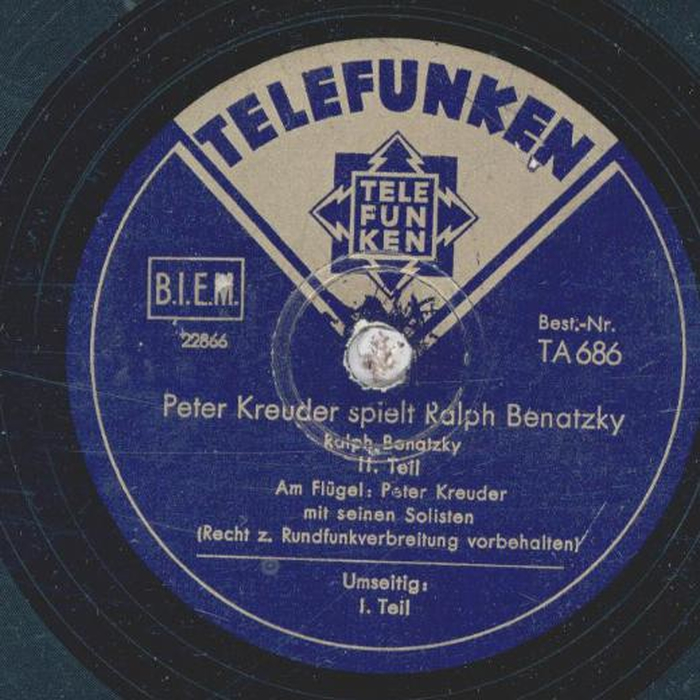 TELEFUNKEN
TELE
FUN
KEN
B.I.E.M.
22866
Best.-Nr.
TA 686
Peter Kreuder spielt Ralph Benatzky
Ralph Benatzky
II. Teil
Am Flügel: Peter Kreuder
mit seinen Solisten
(Recht z. Rundfunkverbreitung vorbehalten)
Umseitig:
I. Teil